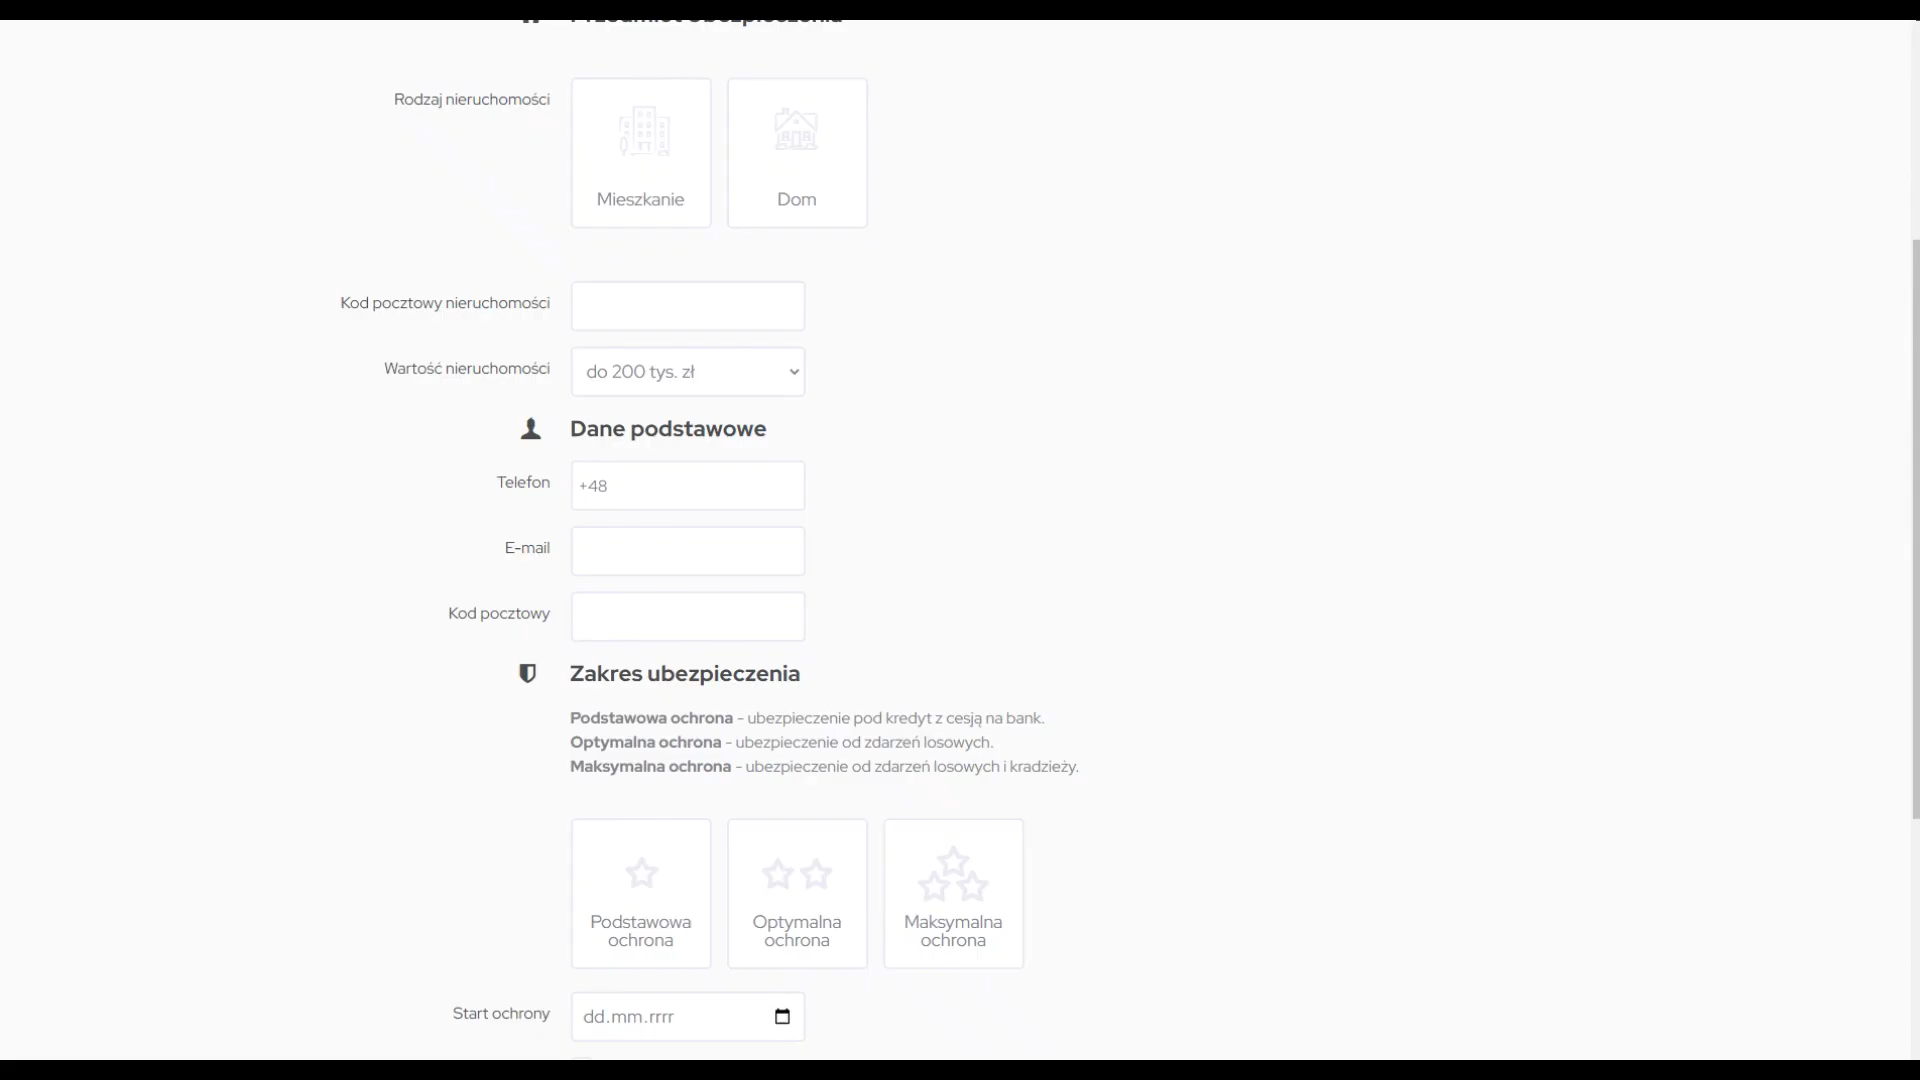 Przedmiot ubezpieczenia
Rodzaj nieruchomości
Mieszkanie
Dom
Kod pocztowy nieruchomości
Wartość nieruchomości
do 200 tys. zł
Dane podstawowe
Telefon
+48
E-mail
Kod pocztowy
Zakres ubezpieczenia
Podstawowa ochrona - ubezpieczenie pod kredyt z cesją na bank.
Optymalna ochrona - ubezpieczenie od zdarzeń losowych.
Maksymalna ochrona - ubezpieczenie od zdarzeń losowych i kradzieży.
Podstawowa
ochrona
Optymalna
ochrona
Maksymalna
ochrona
Start ochrony
dd.mm.rrrr